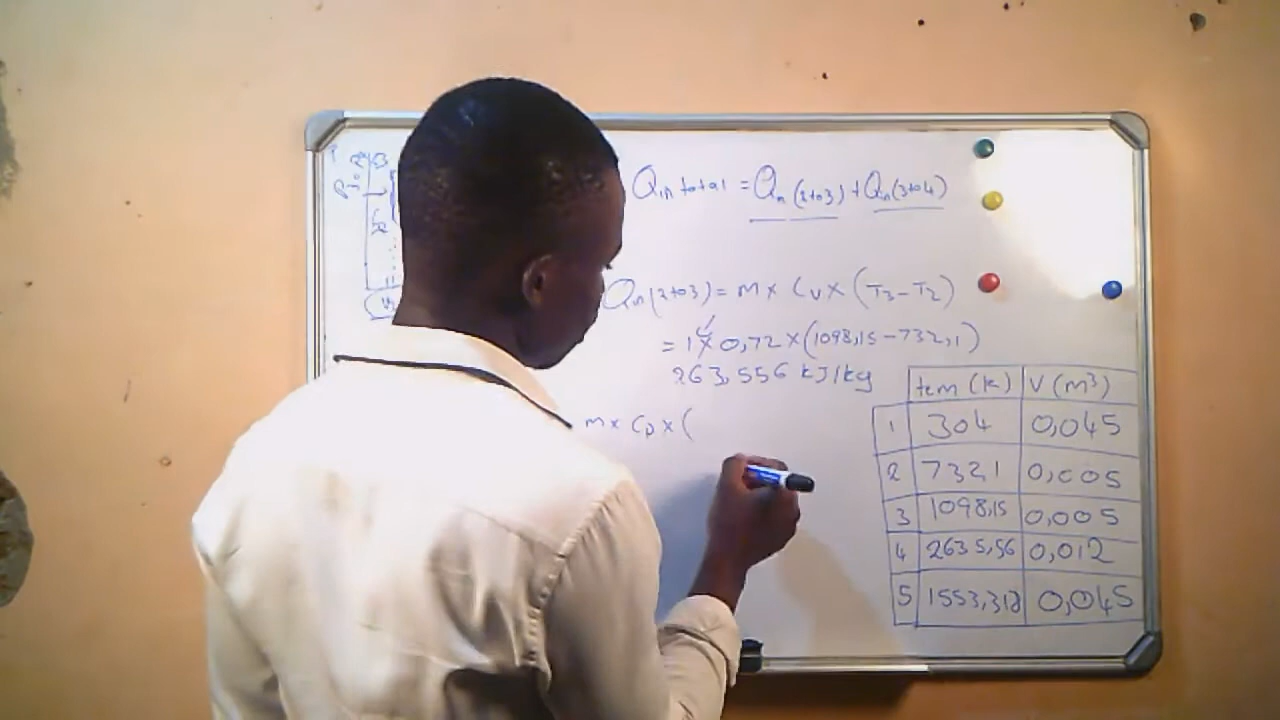 Qin total = Qin (2to3) + Qin (3to4)
Qin (2to3) = m x Cv x (T3 - T2)
= 1 x 0,72 x (1098,15 - 732,1)
263,556 kJ/kg
m x Cp x (
tem (k) V (m³)
1 304 0,045
2 732,1 0,005
3 1098,15 0,005
4 2635,56 0,012
5 1553,318 0,045